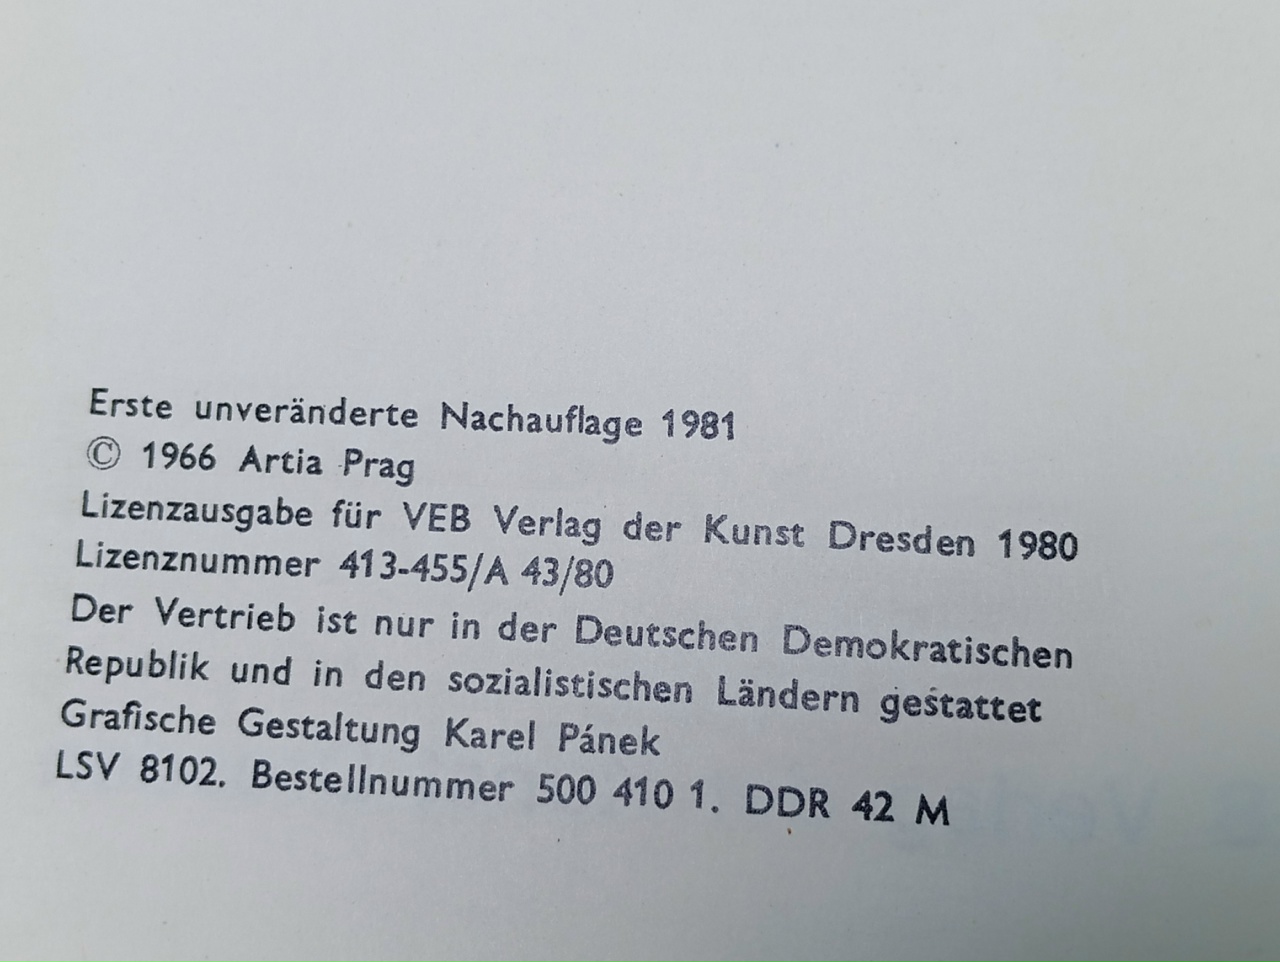 Erste unveränderte Nachauflage 1981
© 1966 Artia Prag
Lizenzausgabe für VEB Verlag der Kunst Dresden 1980
Lizenznummer 413-455/A 43/80
Der Vertrieb ist nur in der Deutschen Demokratischen
Republik und in den sozialistischen Ländern gestattet
Grafische Gestaltung Karel Pánek
LSV 8102. Bestellnummer 500 410 1. DDR 42 M